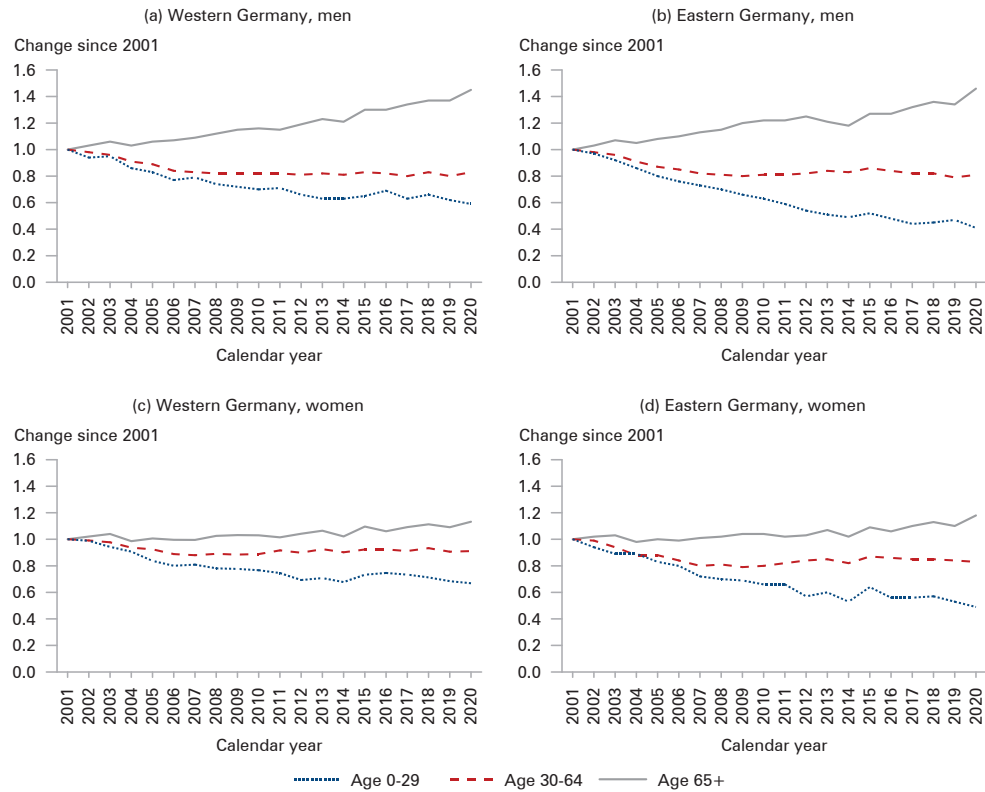 (a) Western Germany, men
Change since 2001
1.6
1.4
1.2
1.0
0.8
0.6
0.4
0.2
0.0
2001 2002 2003 2004 2005 2006 2007 2008 2009 2010 2011 2012 2013 2014 2015 2016 2017 2018 2019 2020
Calendar year
(b) Eastern Germany, men
Change since 2001
1.6
1.4
1.2
1.0
0.8
0.6
0.4
0.2
0.0
2001 2002 2003 2004 2005 2006 2007 2008 2009 2010 2011 2012 2013 2014 2015 2016 2017 2018 2019 2020
Calendar year
(c) Western Germany, women
Change since 2001
1.6
1.4
1.2
1.0
0.8
0.6
0.4
0.2
0.0
2001 2002 2003 2004 2005 2006 2007 2008 2009 2010 2011 2012 2013 2014 2015 2016 2017 2018 2019 2020
Calendar year
(d) Eastern Germany, women
Change since 2001
1.6
1.4
1.2
1.0
0.8
0.6
0.4
0.2
0.0
2001 2002 2003 2004 2005 2006 2007 2008 2009 2010 2011 2012 2013 2014 2015 2016 2017 2018 2019 2020
Calendar year
Age 0-29 Age 30-64 Age 65+